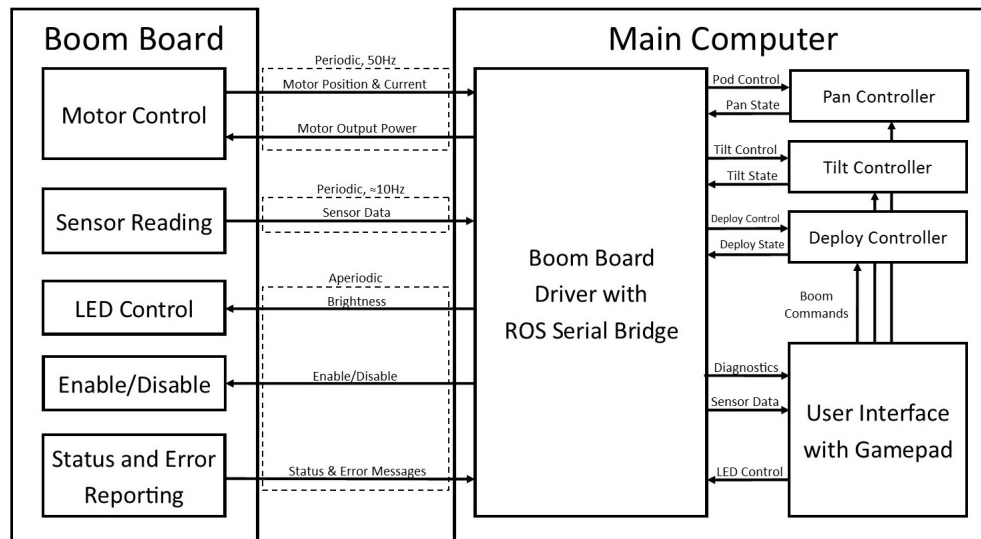 Boom Board
Main Computer
Motor Control
Periodic, 50Hz
Motor Position & Current
Motor Output Power
Sensor Reading
Periodic, ≈10Hz
Sensor Data
LED Control
Aperiodic
Brightness
Enable/Disable
Enable/Disable
Status and Error
Reporting
Status & Error Messages
Boom Board
Driver with
ROS Serial Bridge
Pod Control
Pan State
Pan Controller
Tilt Control
Tilt State
Tilt Controller
Deploy Control
Deploy State
Deploy Controller
Boom
Commands
Diagnostics
Sensor Data
LED Control
User Interface
with Gamepad